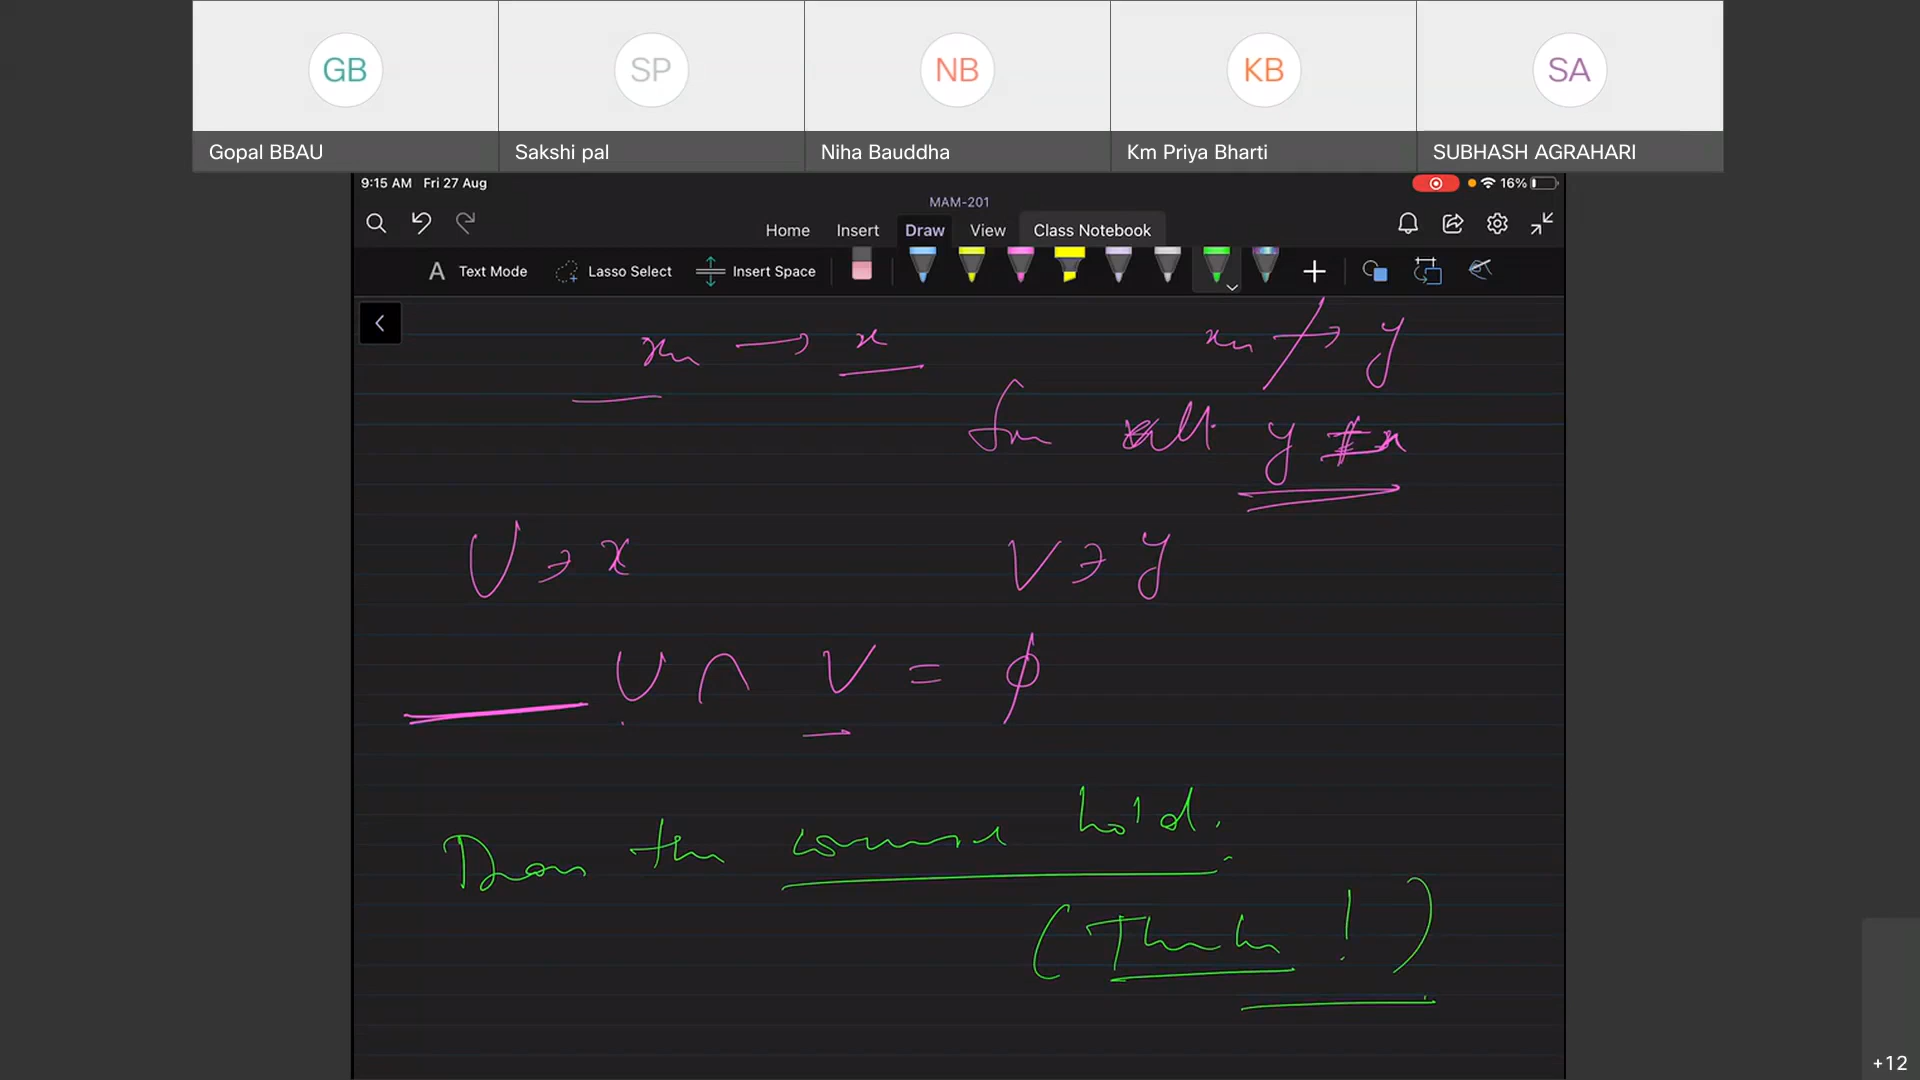 GB
SP
NB
KB
SA
Gopal BBAU
Sakshi pal
Niha Bauddha
Km Priya Bharti
SUBHASH AGRAHARI
9:15 AM Fri 27 Aug
16%
MAM-201
Home Insert Draw View Class Notebook
A Text Mode Lasso Select Insert Space
xn → x xn ↛ y
for all y ≠ x
U ∋ x V ∋ y
U ∩ V = ϕ
Does the converse hold.
(Think !)
+12